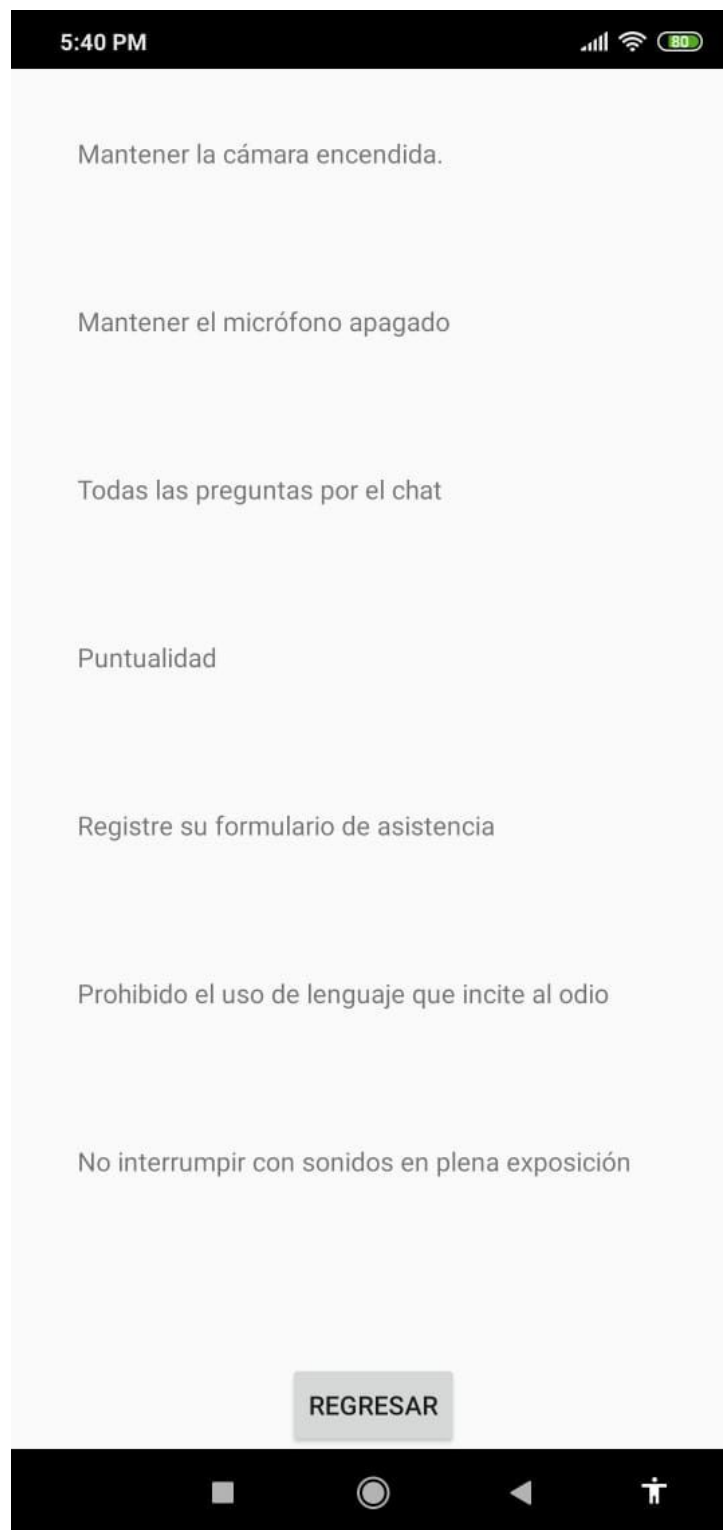 5:40 PM
80
Mantener la cámara encendida.
Mantener el micrófono apagado
Todas las preguntas por el chat
Puntualidad
Registre su formulario de asistencia
Prohibido el uso de lenguaje que incite al odio
No interrumpir con sonidos en plena exposición
REGRESAR